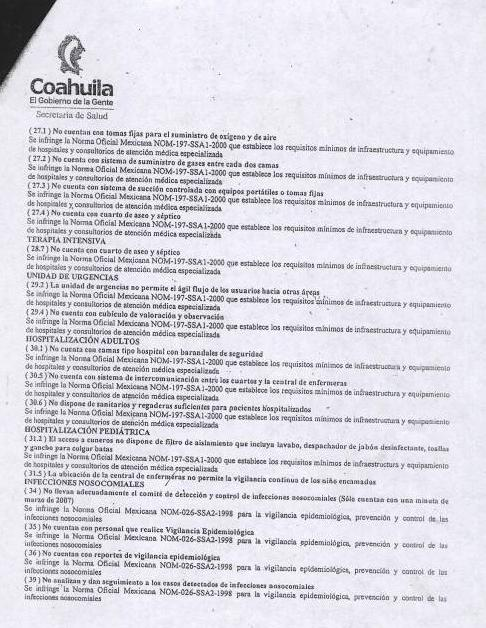 Coahuila
El Gobierno de la Gente
Secretaría de Salud
( 27.1 ) No cuentan con tomas fijas para el suministro de oxígeno y de aire
Se infringe la Norma Oficial Mexicana NOM-197-SSA1-2000 que establece los requisitos mínimos de infraestructura y equipamiento
de hospitales y consultorios de atención médica especializada
( 27.2 ) No cuenta con sistema de suministro de gases entre cada dos camas
Se infringe la Norma Oficial Mexicana NOM-197-SSA1-2000 que establece los requisitos mínimos de infraestructura y equipamiento
de hospitales y consultorios de atención médica especializada
( 27.3 ) No cuenta con sistema de succión controlada con equipos portátiles o tomas fijas
Se infringe la Norma Oficial Mexicana NOM-197-SSA1-2000 que establece los requisitos mínimos de infraestructura y equipamiento
de hospitales y consultorios de atención médica especializada
( 27.4 ) No cuenta con cuarto de aseo y séptico
Se infringe la Norma Oficial Mexicana NOM-197-SSA1-2000 que establece los requisitos mínimos de infraestructura y equipamiento
de hospitales y consultorios de atención médica especializada
TERAPIA INTENSIVA
( 28.7 ) No cuenta con cuarto de aseo y séptico
Se infringe la Norma Oficial Mexicana NOM-197-SSA1-2000 que establece los requisitos mínimos de infraestructura y equipamiento
de hospitales y consultorios de atención médica especializada
UNIDAD DE URGENCIAS
( 29.2 ) La unidad de urgencias no permite el ágil flujo de los usuarios hacia otras áreas
Se infringe la Norma Oficial Mexicana NOM-197-SSA1-2000 que establece los requisitos mínimos de infraestructura y equipamiento
de hospitales y consultorios de atención médica especializada
( 29.4 ) No cuenta con cubículo de valoración y observación
Se infringe la Norma Oficial Mexicana NOM-197-SSA1-2000 que establece los requisitos mínimos de infraestructura y equipamiento
de hospitales y consultorios de atención médica especializada
HOSPITALIZACIÓN ADULTOS
( 30.1 ) No cuenta con camas tipo hospital con barandales de seguridad
Se infringe la Norma Oficial Mexicana NOM-197-SSA1-2000 que establece los requisitos mínimos de infraestructura y equipamiento
de hospitales y consultorios de atención médica especializada
( 30.5 ) No cuenta con sistema de intercomunicación entre los cuartos y la central de enfermeras
Se infringe la Norma Oficial Mexicana NOM-197-SSA1-2000 que establece los requisitos mínimos de infraestructura y equipamiento
de hospitales y consultorios de atención médica especializada
( 30.6 ) No dispone de sanitarios y regaderas suficientes para pacientes hospitalizados
Se infringe la Norma Oficial Mexicana NOM-197-SSA1-2000 que establece los requisitos mínimos de infraestructura y equipamiento
de hospitales y consultorios de atención médica especializada
HOSPITALIZACIÓN PEDIÁTRICA
( 31.2 ) El acceso a cuneros no dispone de filtro de aislamiento que incluya lavabo, despachador de jabón desinfectante, toallas
y gancho para colgar batas
Se infringe la Norma Oficial Mexicana NOM-197-SSA1-2000 que establece los requisitos mínimos de infraestructura y equipamiento
de hospitales y consultorios de atención médica especializada
( 31.5 ) La ubicación de la central de enfermeras no permite la vigilancia continua de los niños encamados
INFECCIONES NOSOCOMIALES
( 34 ) No llevan adecuadamente el comité de detección y control de infecciones nosocomiales (Sólo cuentan con una minuta de
marzo de 2007)
Se infringe la Norma Oficial Mexicana NOM-026-SSA2-1998 para la vigilancia epidemiológica, prevención y control de las
infecciones nosocomiales
( 35 ) No cuentan con personal que realice Vigilancia Epidemiológica
Se infringe la Norma Oficial Mexicana NOM-026-SSA2-1998 para la vigilancia epidemiológica, prevención y control de las
infecciones nosocomiales
( 36 ) No cuentan con reportes de vigilancia epidemiológica
Se infringe la Norma Oficial Mexicana NOM-026-SSA2-1998 para la vigilancia epidemiológica, prevención y control de las
infecciones nosocomiales
( 39 ) No analizan y dan seguimiento a los casos detectados de infecciones nosocomiales
Se infringe la Norma Oficial Mexicana NOM-026-SSA2-1998 para la vigilancia epidemiológica, prevención y control de las
infecciones nosocomiales